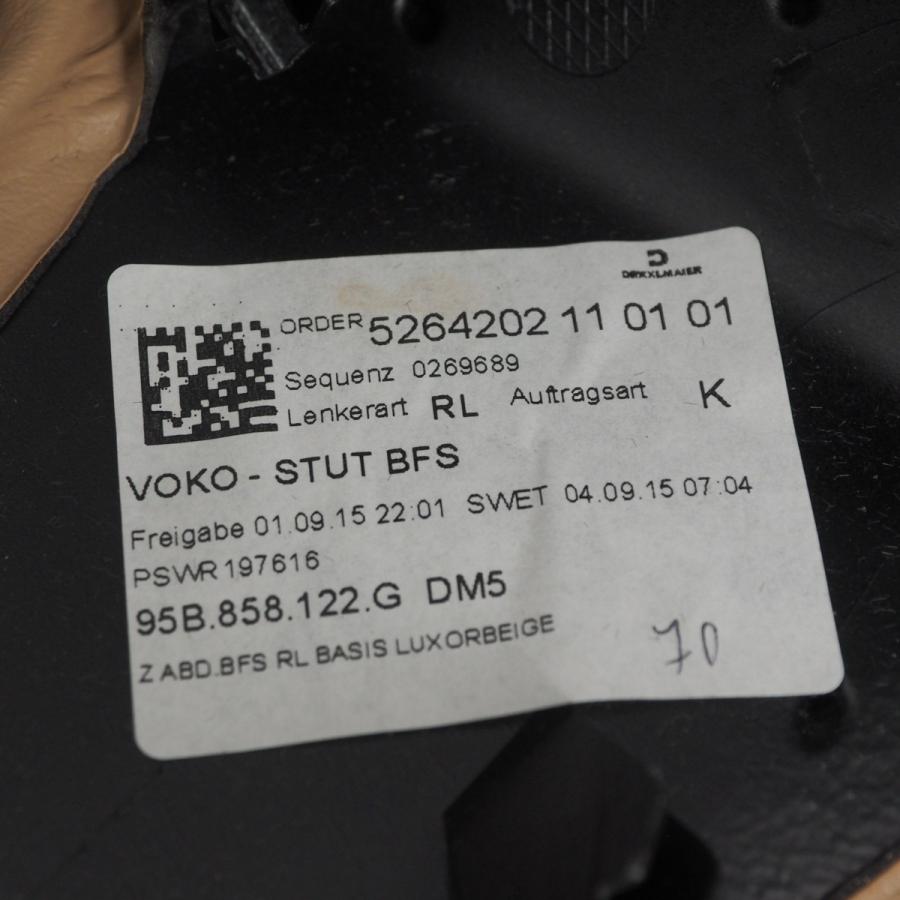 DRÄXLMAIER
ORDER 5264202 11 01 01
Sequenz 0269689
Lenkerart RL Auftragsart K
VOKO - STUT BFS
Freigabe 01.09.15 22:01 SWET 04.09.15 07:04
PSWR 197616
95B.858.122.G DM5
Z ABD.BFS RL BASIS LUXORBEIGE
70